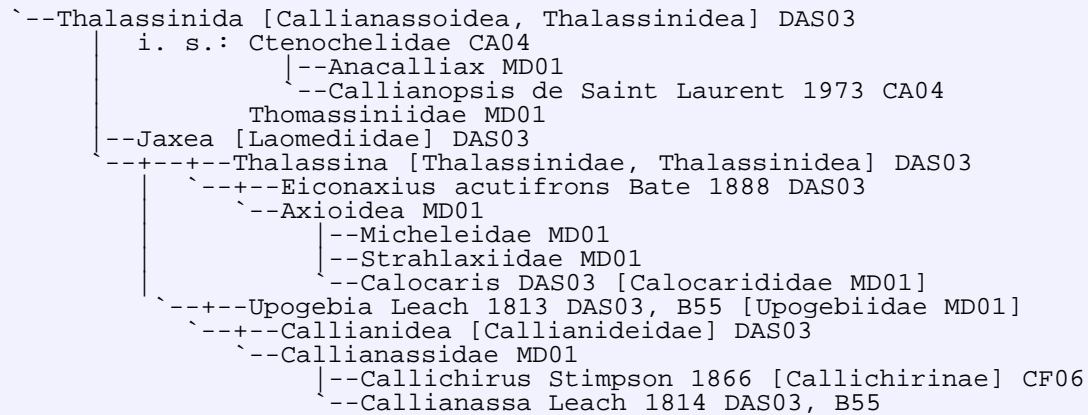 `--Thalassinida [Callianassoidea, Thalassinidea] DAS03
     |  i. s.: Ctenochelidae CA04
     |           |--Anacalliax MD01
     |           `--Callianopsis de Saint Laurent 1973 CA04
     |         Thomassiniidae MD01
     |--Jaxea [Laomediidae] DAS03
     `--+--+--Thalassina [Thalassinidae, Thalassinidea] DAS03
        |  `--+--Eiconaxius acutifrons Bate 1888 DAS03
        |     `--Axioidea MD01
        |          |--Micheleidae MD01
        |          |--Strahlaxiidae MD01
        |          `--Calocaris DAS03 [Calocarididae MD01]
        `--+--Upogebia Leach 1813 DAS03, B55 [Upogebiidae MD01]
           `--+--Callianidea [Callianideidae] DAS03
              `--Callianassidae MD01
                   |--Callichirus Stimpson 1866 [Callichirinae] CF06
                   `--Callianassa Leach 1814 DAS03, B55